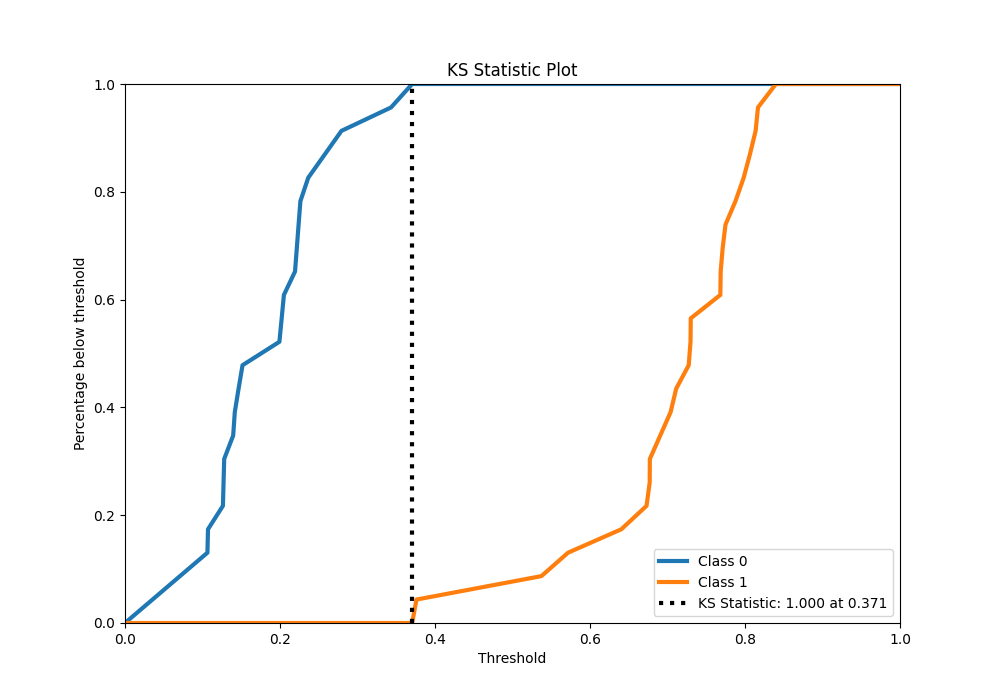 KS Statistic Plot
1.0
0.8
0.6
0.4
0.2
0.0
Percentage below threshold
0.0 0.2 0.4 0.6 0.8 1.0
Threshold
Class 0
Class 1
KS Statistic: 1.000 at 0.371